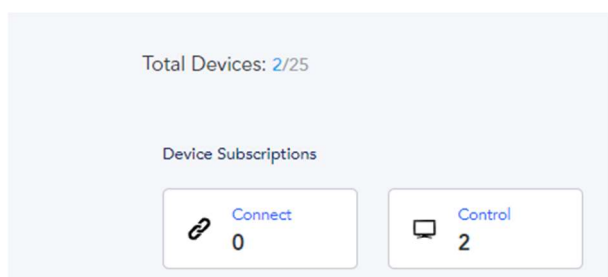 Total Devices: 2/25
Device Subscriptions
Connect
0
Control
2